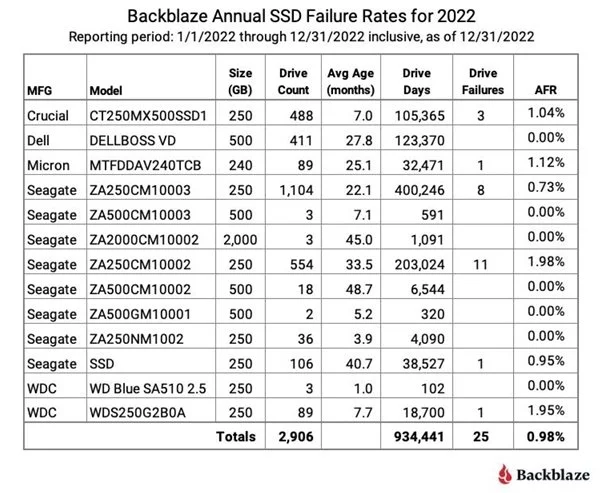 Backblaze Annual SSD Failure Rates for 2022
Reporting period: 1/1/2022 through 12/31/2022 inclusive, as of 12/31/2022
MFG Model Size (GB) Drive Count Avg Age (months) Drive Days Drive Failures AFR
Crucial CT250MX500SSD1 250 488 7.0 105,365 3 1.04%
Dell DELLBOSS VD 500 411 27.8 123,370 0.00%
Micron MTFDDAV240TCB 240 89 25.1 32,471 1 1.12%
Seagate ZA250CM10003 250 1,104 22.1 400,246 8 0.73%
Seagate ZA500CM10003 500 3 7.1 591 0.00%
Seagate ZA2000CM10002 2,000 3 45.0 1,091 0.00%
Seagate ZA250CM10002 250 554 33.5 203,024 11 1.98%
Seagate ZA500CM10002 500 18 48.7 6,544 0.00%
Seagate ZA500GM10001 500 2 5.2 320 0.00%
Seagate ZA250NM1002 250 36 3.9 4,090 0.00%
Seagate SSD 250 106 40.7 38,527 1 0.95%
WDC WD Blue SA510 2.5 250 3 1.0 102 0.00%
WDC WDS250G2B0A 250 89 7.7 18,700 1 1.95%
Totals 2,906 934,441 25 0.98%
Backblaze